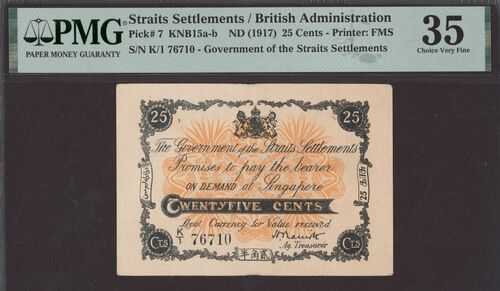 PMG
PAPER MONEY GUARANTY
Straits Settlements / British Administration
Pick# 7 KNB15a-b ND (1917) 25 Cents - Printer: FMS
S/N K/1 76710 - Government of the Straits Settlements
35
Choice Very Fine
25
25
The Government of the Straits Settlements
Promises to pay the bearer
ON DEMAND at Singapore
TWENTYFIVE CENTS
Local Currency for Value received
K/1 76710
Ag. Treasurer
CTS
CTS